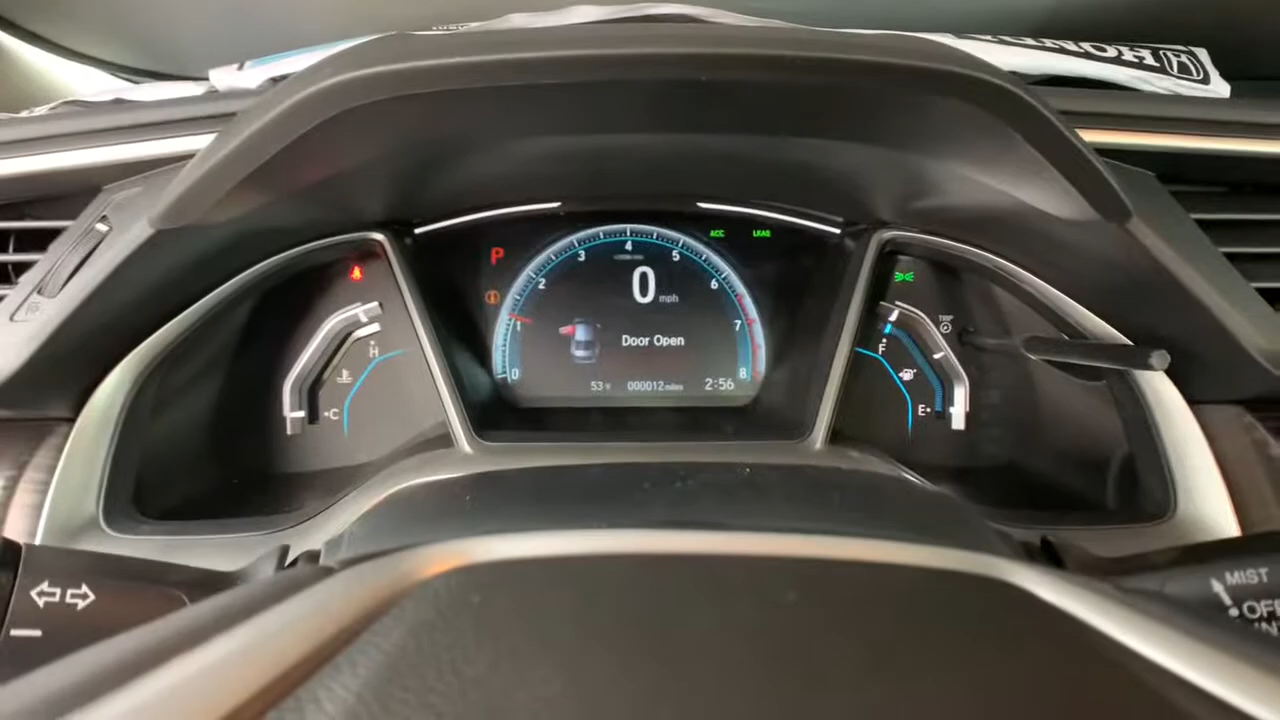 HONDA
ACC
LKAS
P
0
1
2
3
4
5
6
7
8
0 mph
Door Open
53°F
000012 miles
2:56
H
C
TRIP
F
E
MIST
OFF